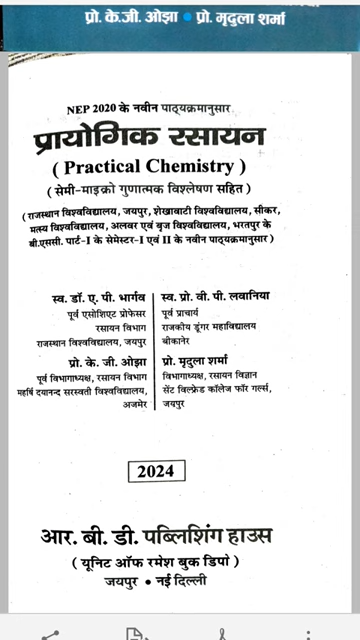 प्रो. के.जी. ओझा • प्रो. मृदुला शर्मा
NEP 2020 के नवीन पाठ्यक्रमानुसार
प्रायोगिक रसायन
( Practical Chemistry )
( सेमी-माइक्रो गुणात्मक विश्लेषण सहित )
( राजस्थान विश्वविद्यालय, जयपुर, शेखावाटी विश्वविद्यालय, सीकर,
मत्स्य विश्वविद्यालय, अलवर एवं बृज विश्वविद्यालय, भरतपुर के
बी.एससी. पार्ट-I के सेमेस्टर-I एवं II के नवीन पाठ्यक्रमानुसार )
स्व. डॉ. ए. पी. भार्गव
पूर्व एसोशिएट प्रोफेसर
रसायन विभाग
राजस्थान विश्वविद्यालय, जयपुर
स्व. प्रो. वी. पी. लवानिया
पूर्व प्राचार्य
राजकीय डूंगर महाविद्यालय
बीकानेर
प्रो. के. जी. ओझा
पूर्व विभागाध्यक्ष, रसायन विभाग
महर्षि दयानन्द सरस्वती विश्वविद्यालय,
अजमेर
प्रो. मृदुला शर्मा
विभागाध्यक्ष, रसायन विज्ञान
सेंट विल्फ्रेड कॉलेज फॉर गर्ल्स,
जयपुर
2024
आर. बी. डी. पब्लिशिंग हाउस
( यूनिट ऑफ रमेश बुक डिपो )
जयपुर • नई दिल्ली